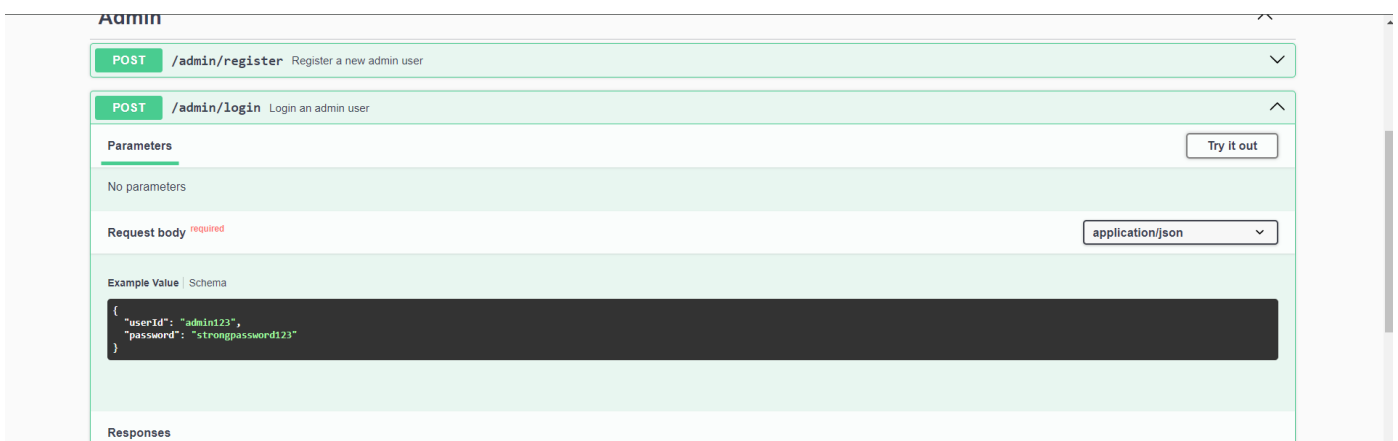 Admin
POST /admin/register Register a new admin user
POST /admin/login Login an admin user
Parameters
Try it out
No parameters
Request body required
application/json
Example Value Schema
{
"userId": "admin123",
"password": "strongpassword123"
}
Responses